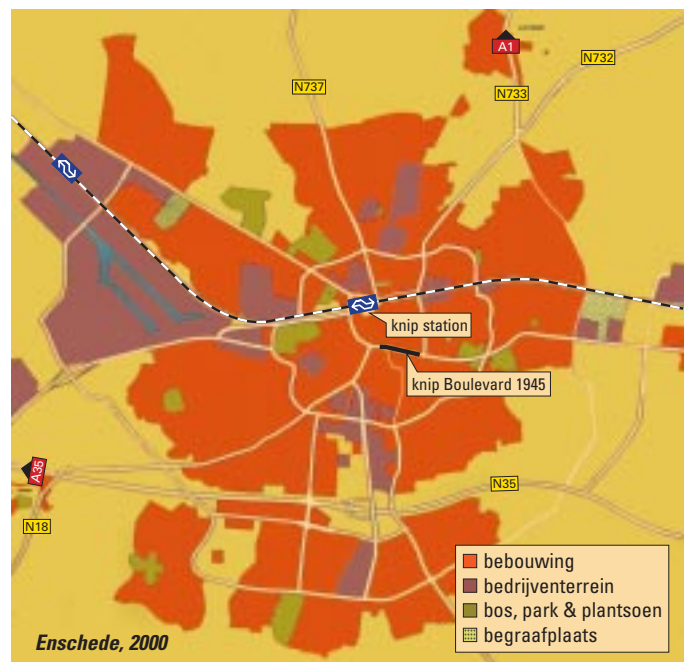 A1
N732
N737
N733
knip station
knip Boulevard 1945
A35
N35
N18
bebouwing
bedrijventerrein
bos, park & plantsoen
begraafplaats
Enschede, 2000